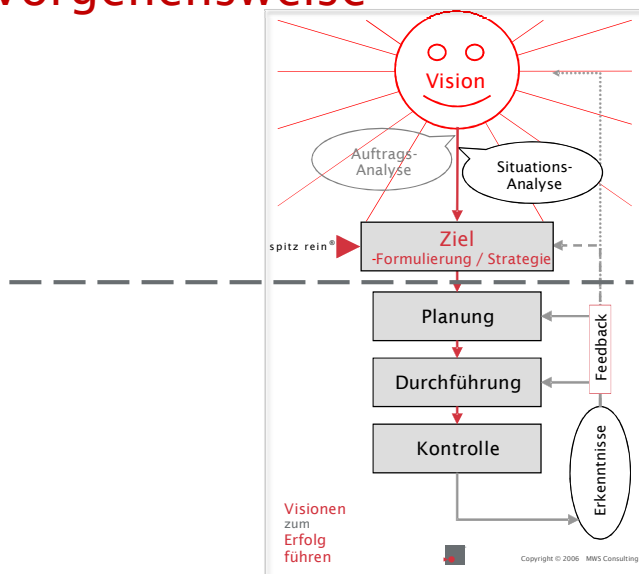 Vorgehensweise
Vision
Auftrags-
Analyse
Situations-
Analyse
spitz rein®
Ziel
-Formulierung / Strategie
Planung
Feedback
Durchführung
Kontrolle
Erkenntnisse
Visionen
zum
Erfolg
führen
Copyright © 2006 MWS Consulting